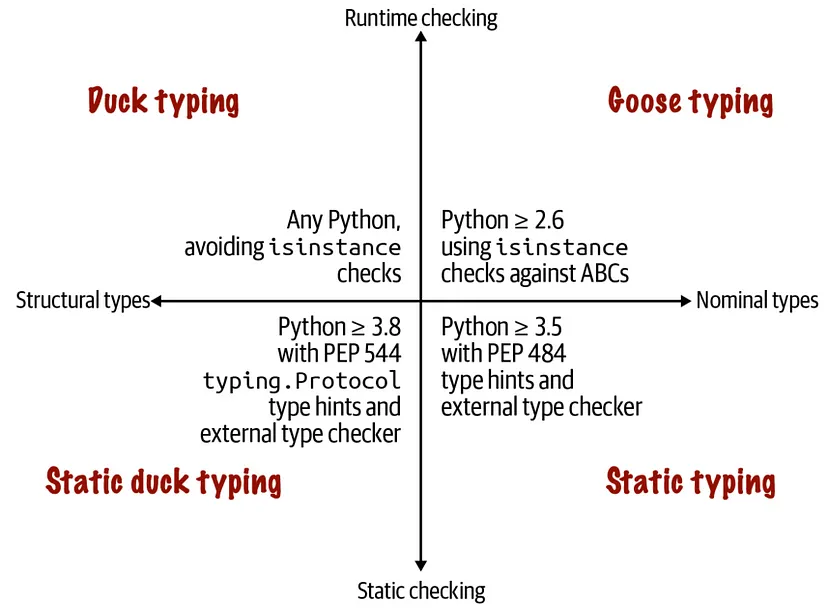 Runtime checking
Duck typing
Goose typing
Any Python,
avoiding isinstance
checks
Python ≥ 2.6
using isinstance
checks against ABCs
Structural types
Nominal types
Python ≥ 3.8
with PEP 544
typing.Protocol
type hints and
external type checker
Python ≥ 3.5
with PEP 484
type hints and
external type checker
Static duck typing
Static typing
Static checking